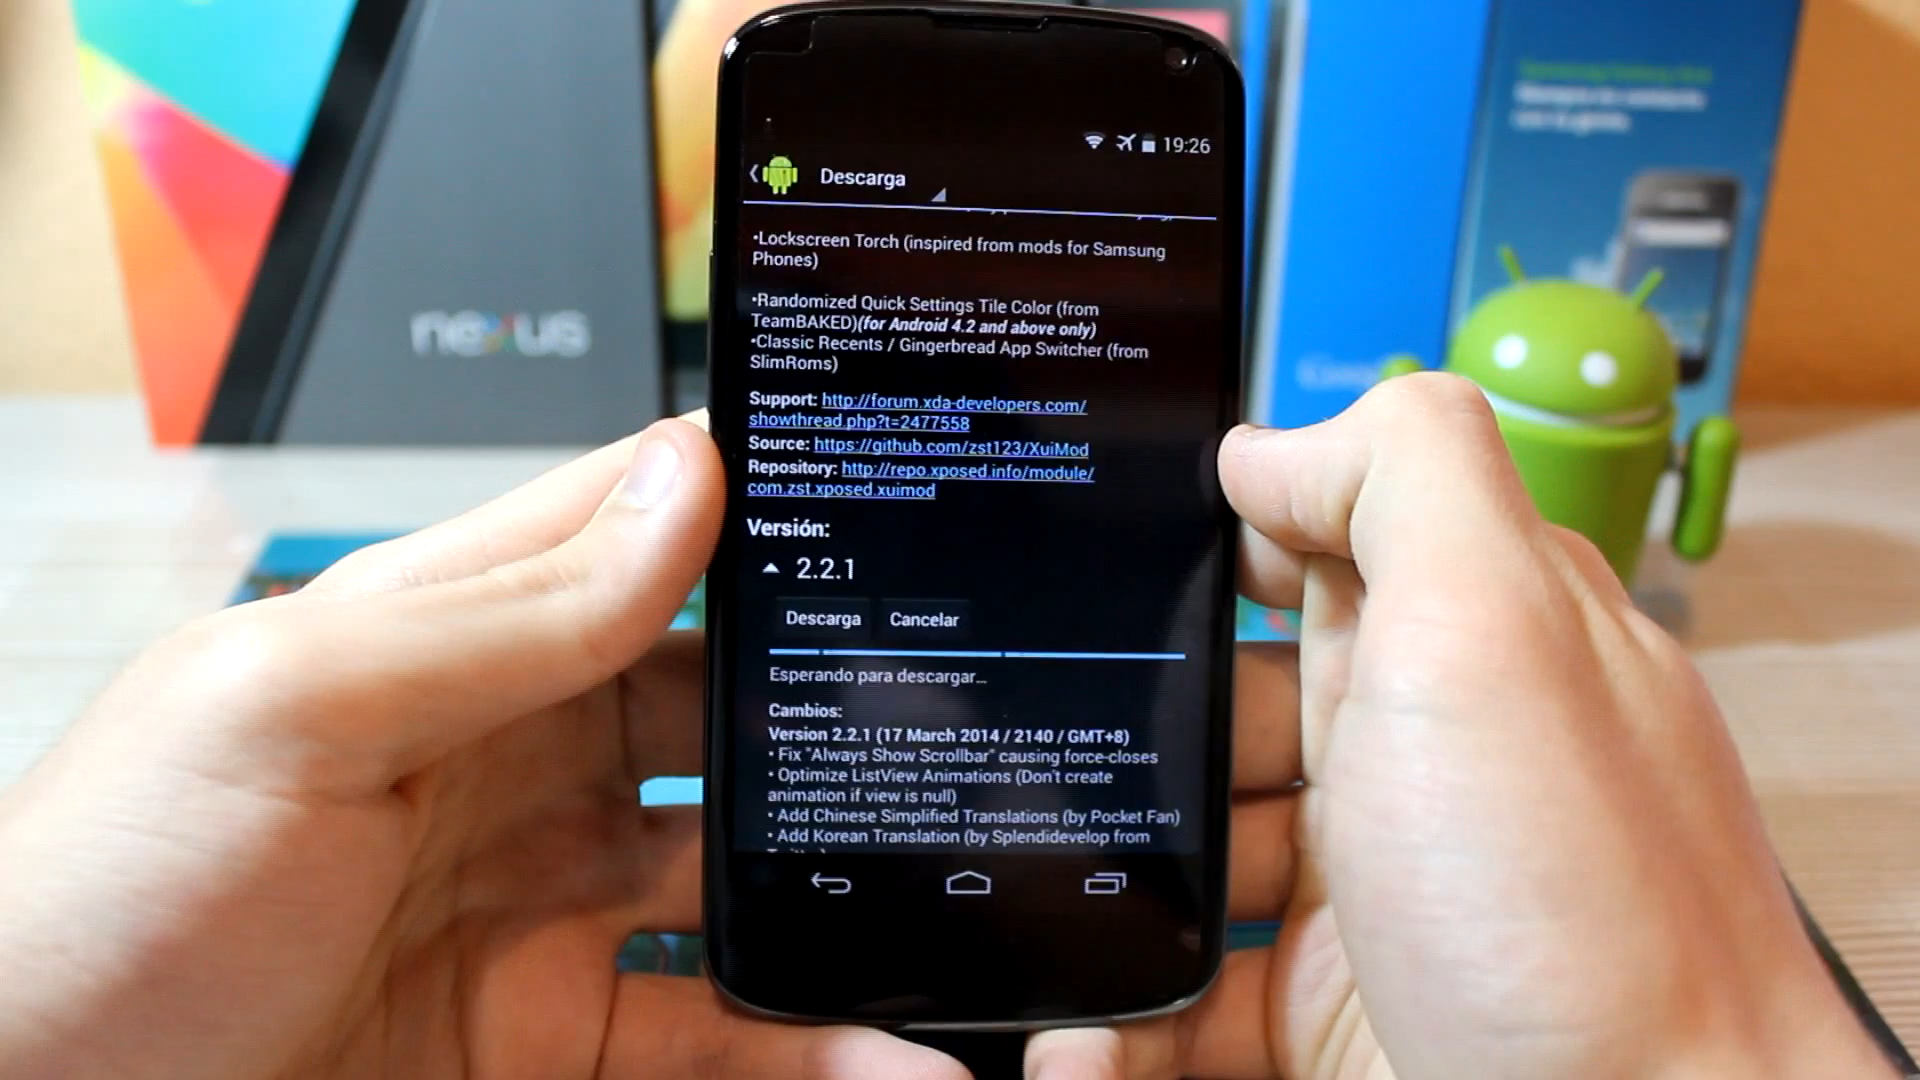 nexus
19:26
Descarga
•Lockscreen Torch (inspired from mods for Samsung
Phones)
•Randomized Quick Settings Tile Color (from
TeamBAKED)(for Android 4.2 and above only)
•Classic Recents / Gingerbread App Switcher (from
SlimRoms)
Support: http://forum.xda-developers.com/
showthread.php?t=2477558
Source: https://github.com/zst123/XuiMod
Repository: http://repo.xposed.info/module/
com.zst.xposed.xuimod
Versión:
2.2.1
Descarga Cancelar
Esperando para descargar...
Cambios:
Version 2.2.1 (17 March 2014 / 2140 / GMT+8)
• Fix "Always Show Scrollbar" causing force-closes
• Optimize ListView Animations (Don't create
animation if view is null)
• Add Chinese Simplified Translations (by Pocket Fan)
• Add Korean Translation (by Splendidevelop from